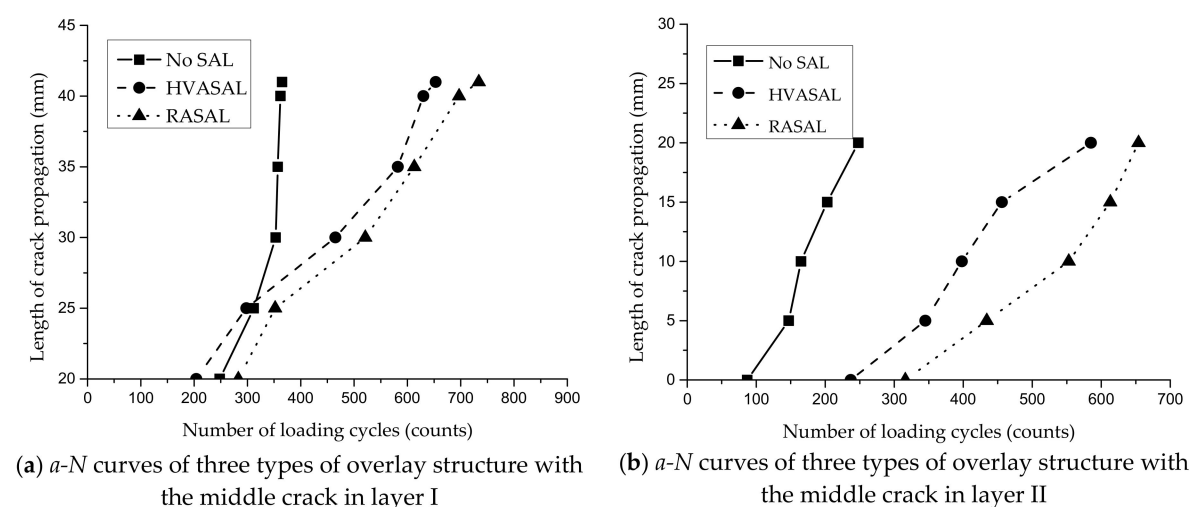 45
40
35
30
25
20
Length of crack propagation (mm)
No SAL
HVASAL
RASAL
0 100 200 300 400 500 600 700 800 900
Number of loading cycles (counts)
(a) a-N curves of three types of overlay structure with
the middle crack in layer I
30
25
20
15
10
5
0
Length of crack propagation (mm)
No SAL
HVASAL
RASAL
0 100 200 300 400 500 600 700
Number of loading cycles (counts)
(b) a-N curves of three types of overlay structure with
the middle crack in layer II